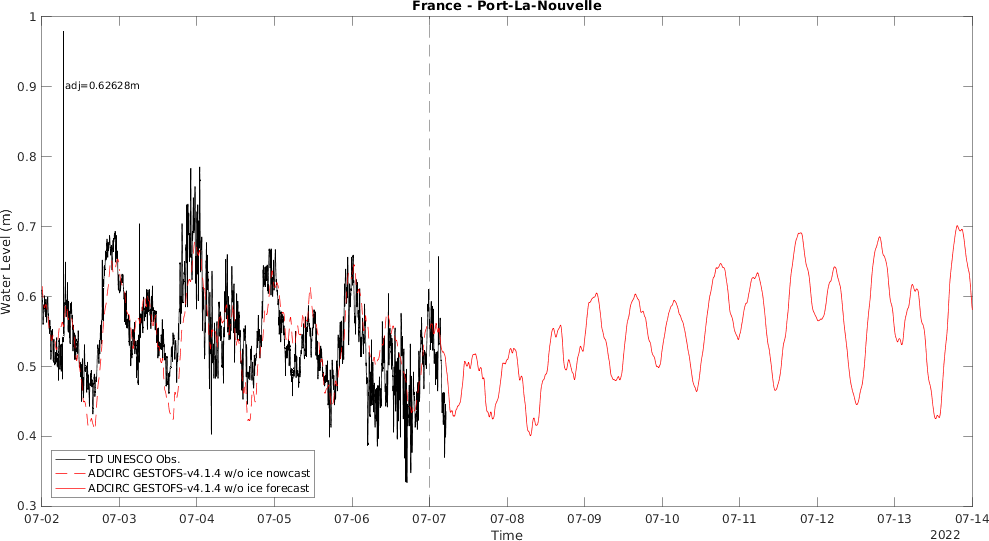 France - Port-La-Nouvelle
Water Level (m)
1
0.9
0.8
0.7
0.6
0.5
0.4
0.3
adj=0.62628m
TD UNESCO Obs.
ADCIRC GESTOFS-v4.1.4 w/o ice nowcast
ADCIRC GESTOFS-v4.1.4 w/o ice forecast
07-02 07-03 07-04 07-05 07-06 07-07 07-08 07-09 07-10 07-11 07-12 07-13 07-14
Time
2022